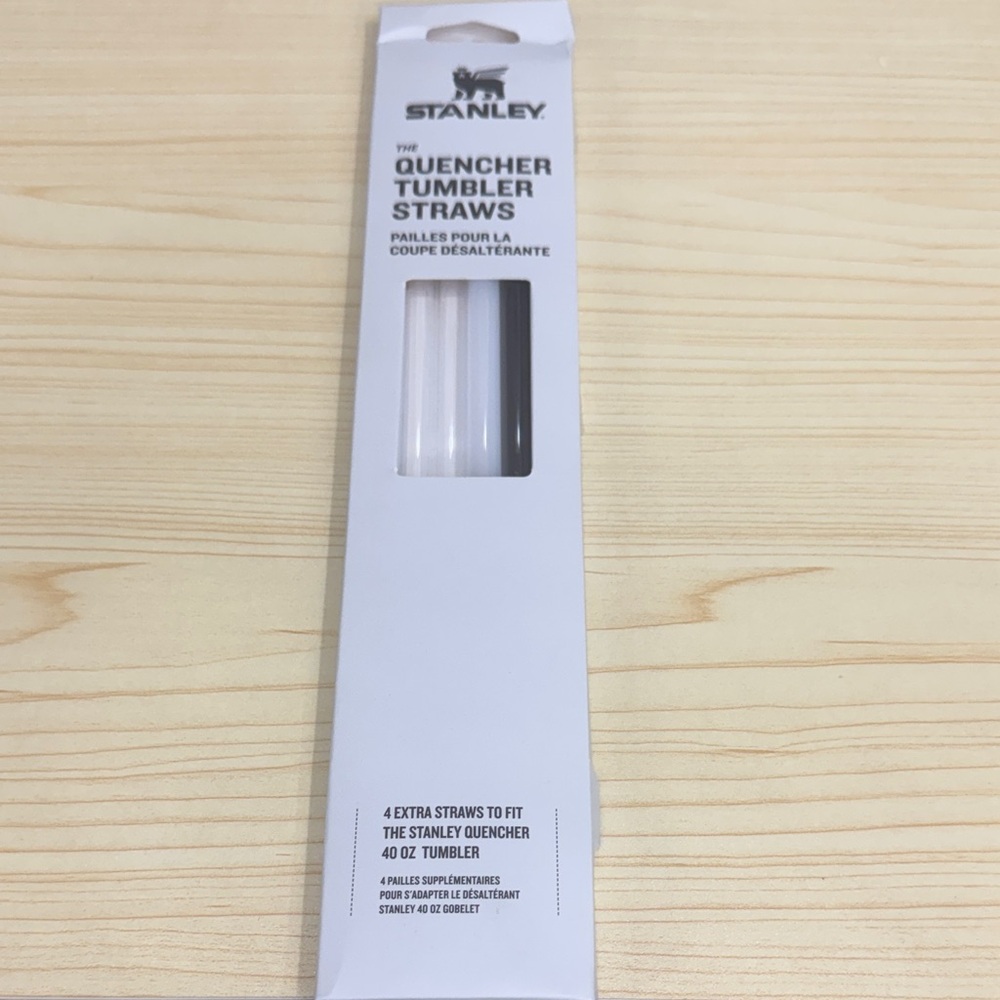 STANLEY.
THE
QUENCHER
TUMBLER
STRAWS
PAILLES POUR LA
COUPE DÉSALTÉRANTE
4 EXTRA STRAWS TO FIT
THE STANLEY QUENCHER
40 OZ TUMBLER
4 PAILLES SUPPLÉMENTAIRES
POUR S'ADAPTER LE DÉSALTÉRANT
STANLEY 40 OZ GOBELET